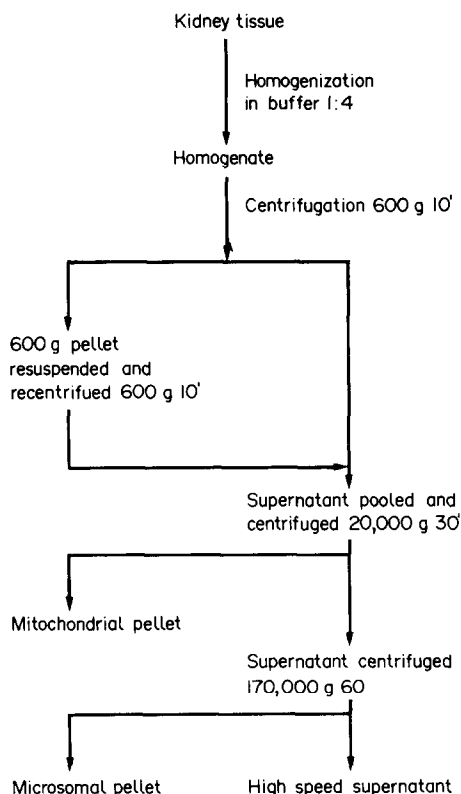 Kidney tissue
Homogenization
in buffer 1:4
Homogenate
Centrifugation 600 g 10'
600 g pellet
resuspended and
recentrifued 600 g 10'
Supernatant pooled and
centrifuged 20,000 g 30'
Mitochondrial pellet
Supernatant centrifuged
170,000 g 60
Microsomal pellet
High speed supernatant